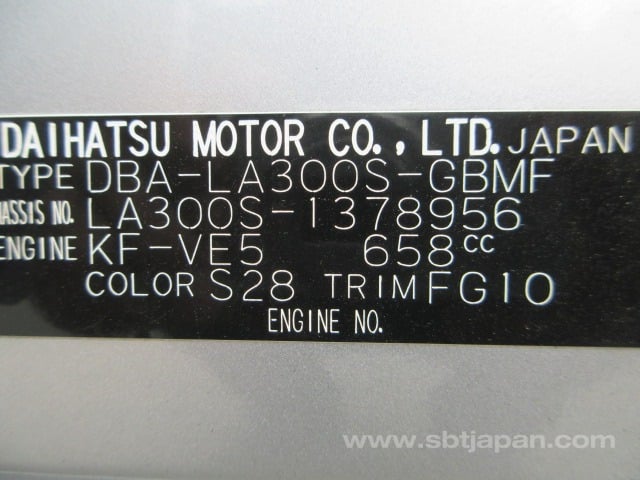 DAIHATSU MOTOR CO., LTD. JAPAN
TYPE DBA-LA300S-GBMF
CHASSIS NO. LA300S-1378956
ENGINE KF-VE5 658cc
COLOR S28 TRIM FG10
ENGINE NO.
www.sbtjapan.com